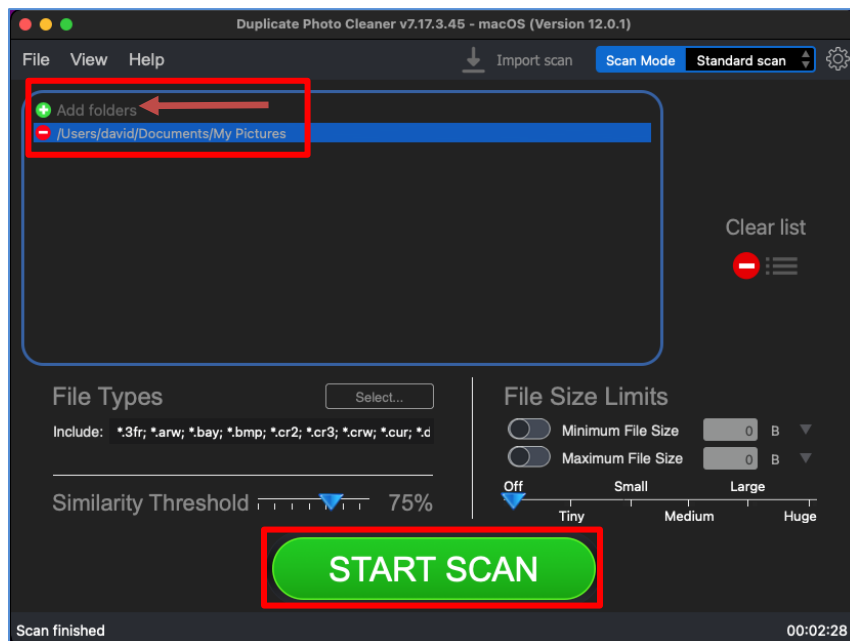 Duplicate Photo Cleaner v7.17.3.45 - macOS (Version 12.0.1)
File View Help Import scan Scan Mode Standard scan
Add folders
/Users/david/Documents/My Pictures
Clear list
File Types Select...
Include: *.3fr; *.arw; *.bay; *.bmp; *.cr2; *.cr3; *.crw; *.cur; *.d
Similarity Threshold 75%
File Size Limits
Minimum File Size 0 B
Maximum File Size 0 B
Off Small Large
Tiny Medium Huge
START SCAN
Scan finished 00:02:28